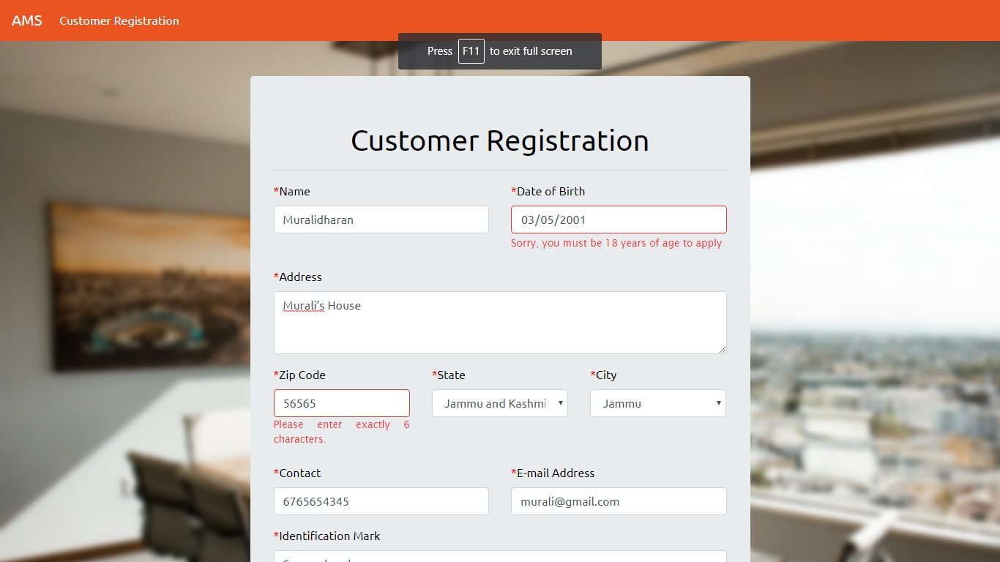 AMS Customer Registration
Press F11 to exit full screen
Customer Registration
*Name *Date of Birth
Muralidharan 03/05/2001
Sorry, you must be 18 years of age to apply
*Address
Murali's House
*Zip Code *State *City
56565 Jammu and Kashmi Jammu
Please enter exactly 6
characters.
*Contact *E-mail Address
6765654345 murali@gmail.com
*Identification Mark